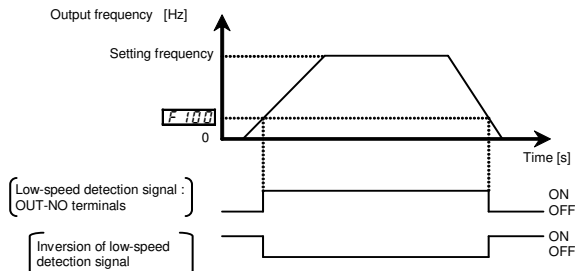 Output frequency [Hz]
Setting frequency
F 100
0
Time [s]
Low-speed detection signal :
OUT-NO terminals
ON
OFF
Inversion of low-speed
detection signal
ON
OFF